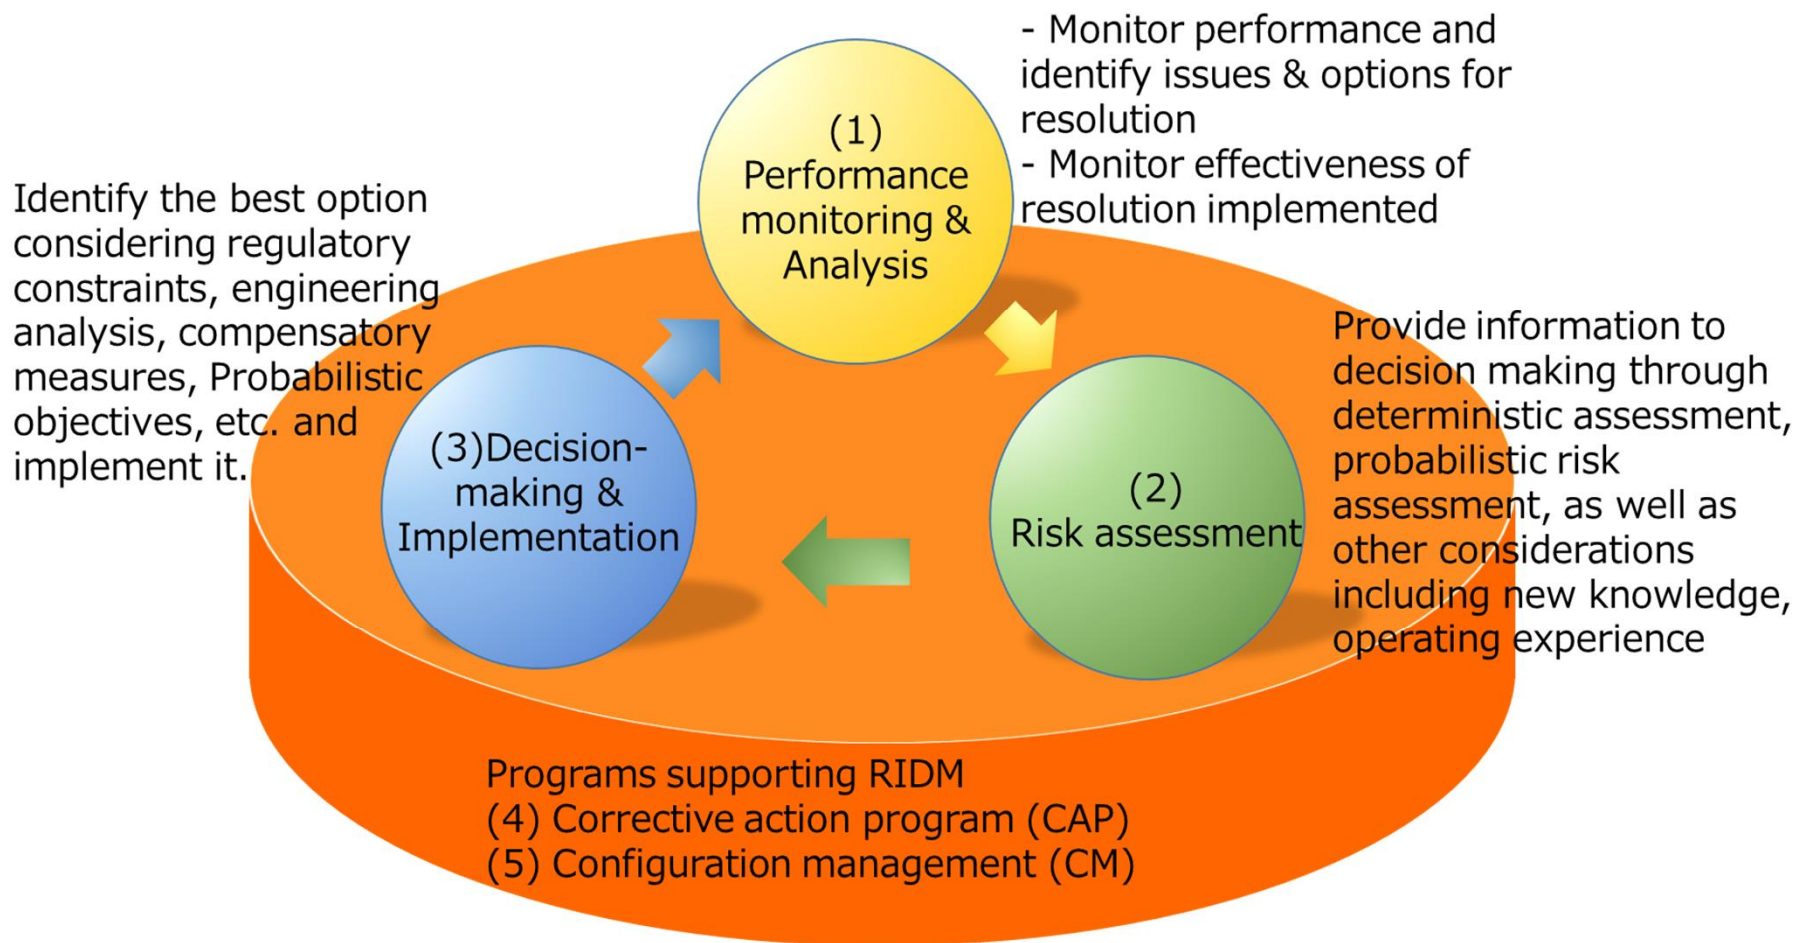 - Monitor performance and
identify issues & options for
resolution
- Monitor effectiveness of
resolution implemented
(1)
Performance
monitoring &
Analysis
Identify the best option
considering regulatory
constraints, engineering
analysis, compensatory
measures, Probabilistic
objectives, etc. and
implement it.
Provide information to
decision making through
deterministic assessment,
probabilistic risk
assessment, as well as
other considerations
including new knowledge,
operating experience
(3)Decision-
making &
Implementation
(2)
Risk assessment
Programs supporting RIDM
(4) Corrective action program (CAP)
(5) Configuration management (CM)